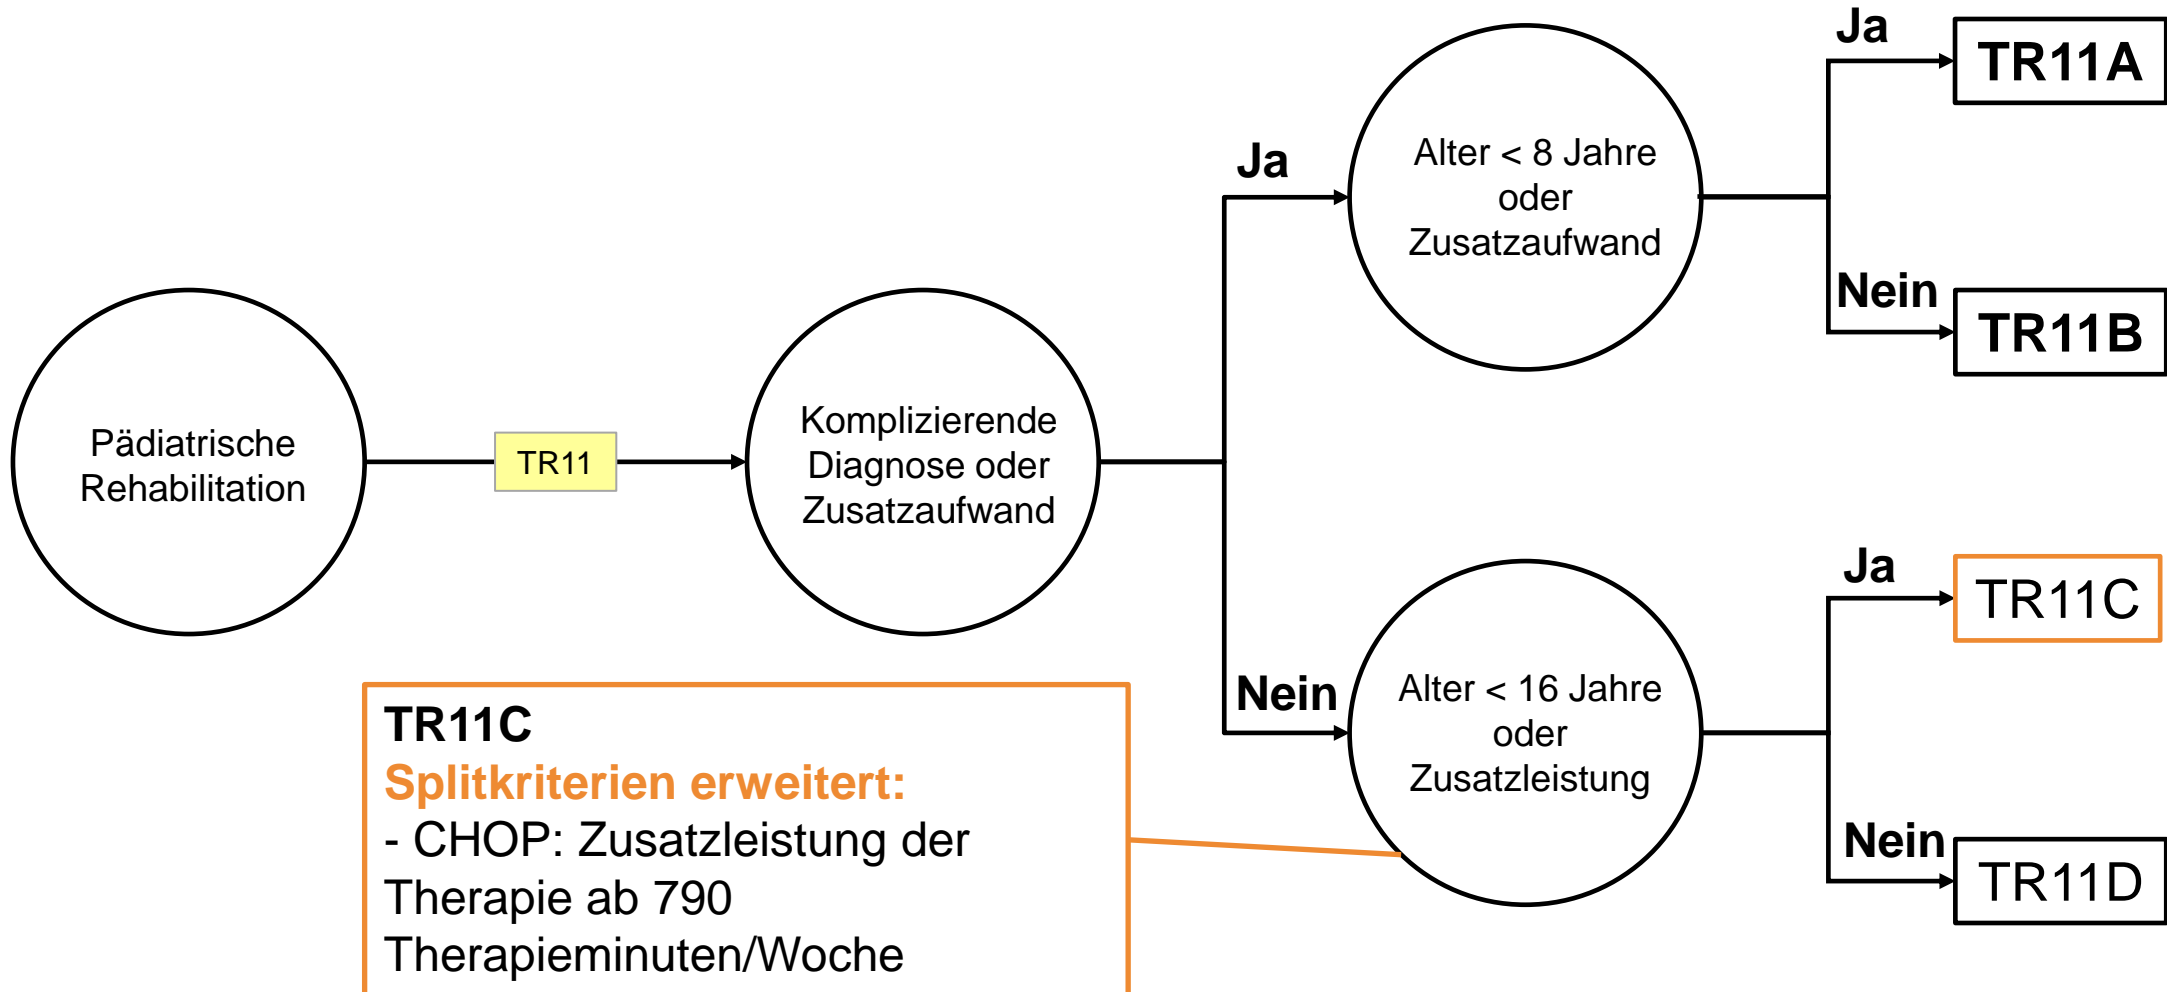 Pädiatrische
Rehabilitation
TR11
Komplizierende
Diagnose oder
Zusatzaufwand
Ja
Alter < 8 Jahre
oder
Zusatzaufwand
Ja
TR11A
Nein
TR11B
Nein
Alter < 16 Jahre
oder
Zusatzleistung
Ja
TR11C
Nein
TR11D
TR11C
Splitkriterien erweitert:
- CHOP: Zusatzleistung der
Therapie ab 790
Therapieminuten/Woche